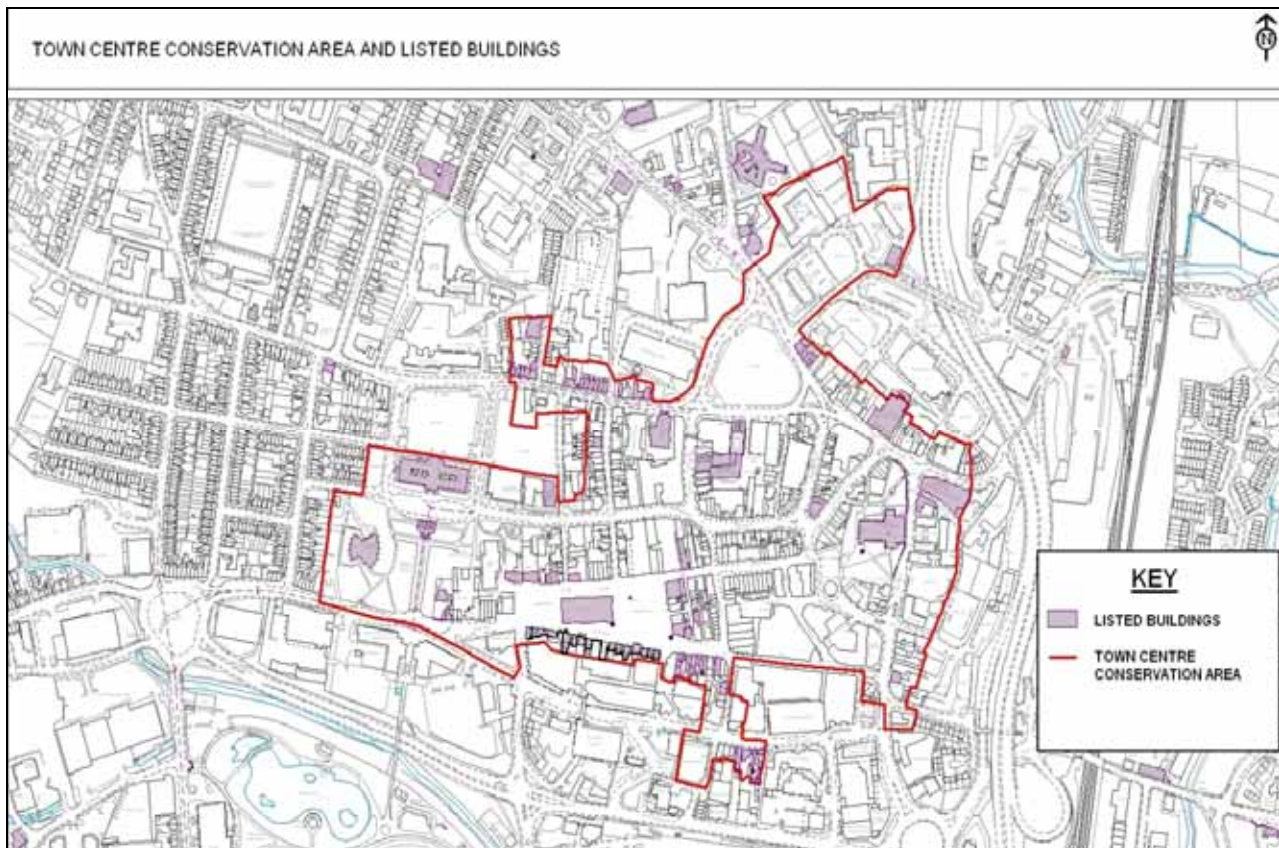 TOWN CENTRE CONSERVATION AREA AND LISTED BUILDINGS
N
KEY
LISTED BUILDINGS
TOWN CENTRE
CONSERVATION AREA